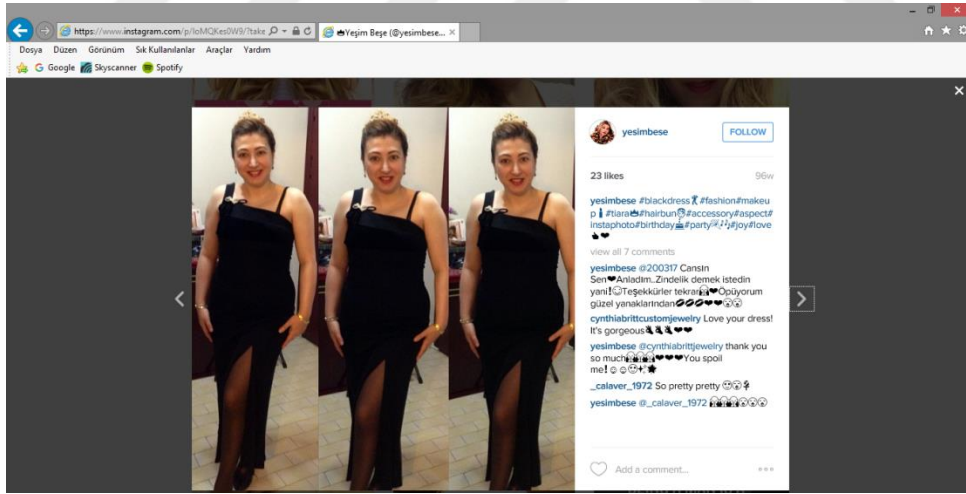 https://www.instagram.com/p/IoMQKes0W9/?take
Yeşim Beşe (@yesimbese...
Dosya Düzen Görünüm Sık Kullanılanlar Araçlar Yardım
Google Skyscanner Spotify
yesimbese FOLLOW
23 likes 96w
yesimbese #blackdress #fashion#makeu
p #tiara #hairbun #accessory#aspect#
instaphoto#birthday #party #joy#love
view all 7 comments
yesimbese @200317 Cansın
Sen Anladım..Zindelik demek istedin
yani! Teşekkürler tekrar Öpüyorum
güzel yanaklarından
cynthiabrittcustomjewelry Love your dress!
It's gorgeous
yesimbese @cynthiabrittjewelry thank you
so much You spoil
me!
_calaver_1972 So pretty pretty
yesimbese @_calaver_1972
Add a comment...